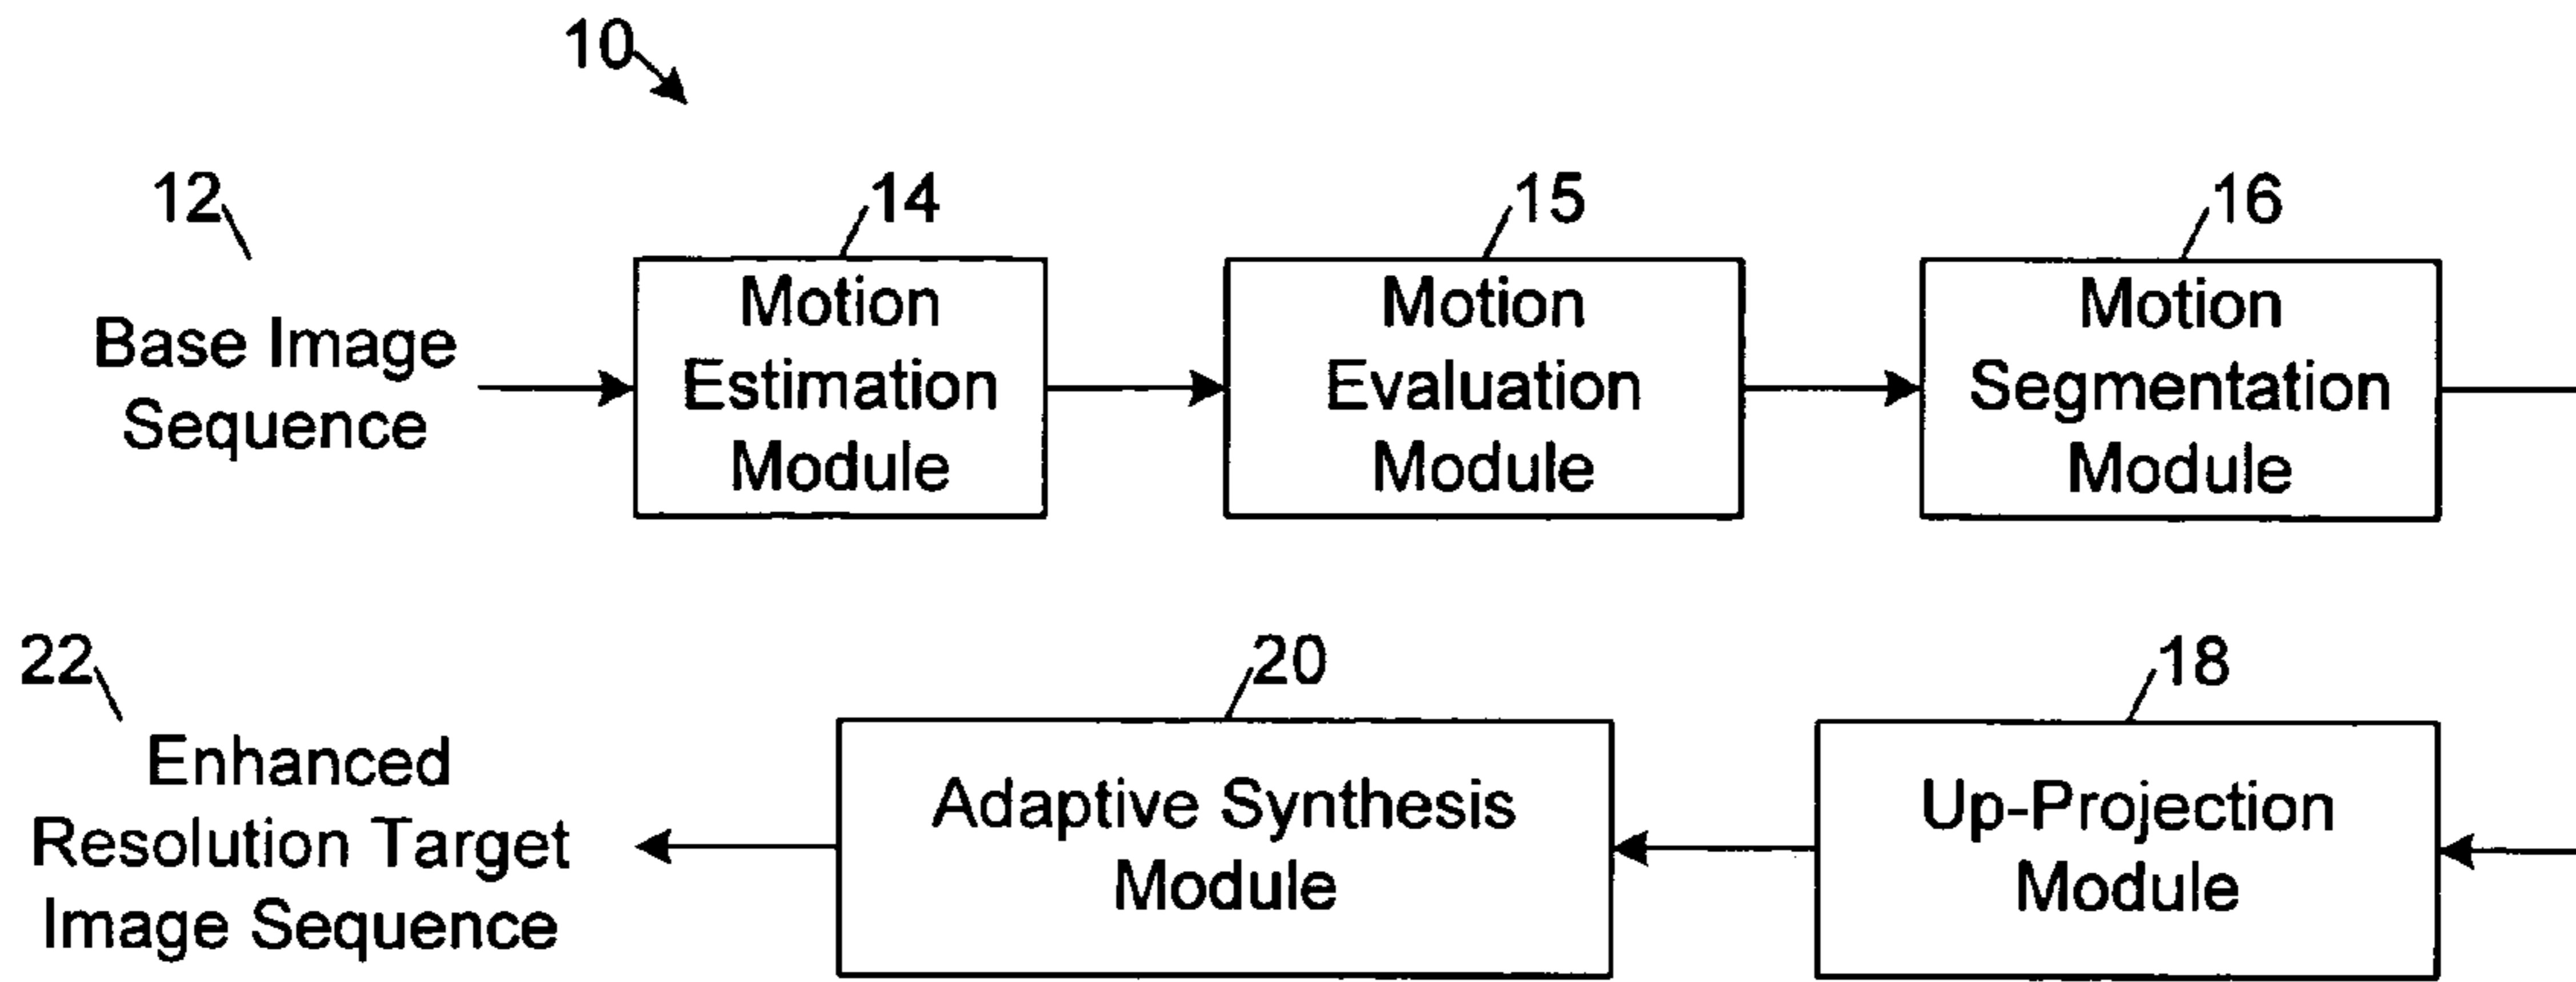 10
12
14
15
16
Base Image
Sequence
Motion
Estimation
Module
Motion
Evaluation
Module
Motion
Segmentation
Module
22
20
18
Enhanced
Resolution Target
Image Sequence
Adaptive Synthesis
Module
Up-Projection
Module